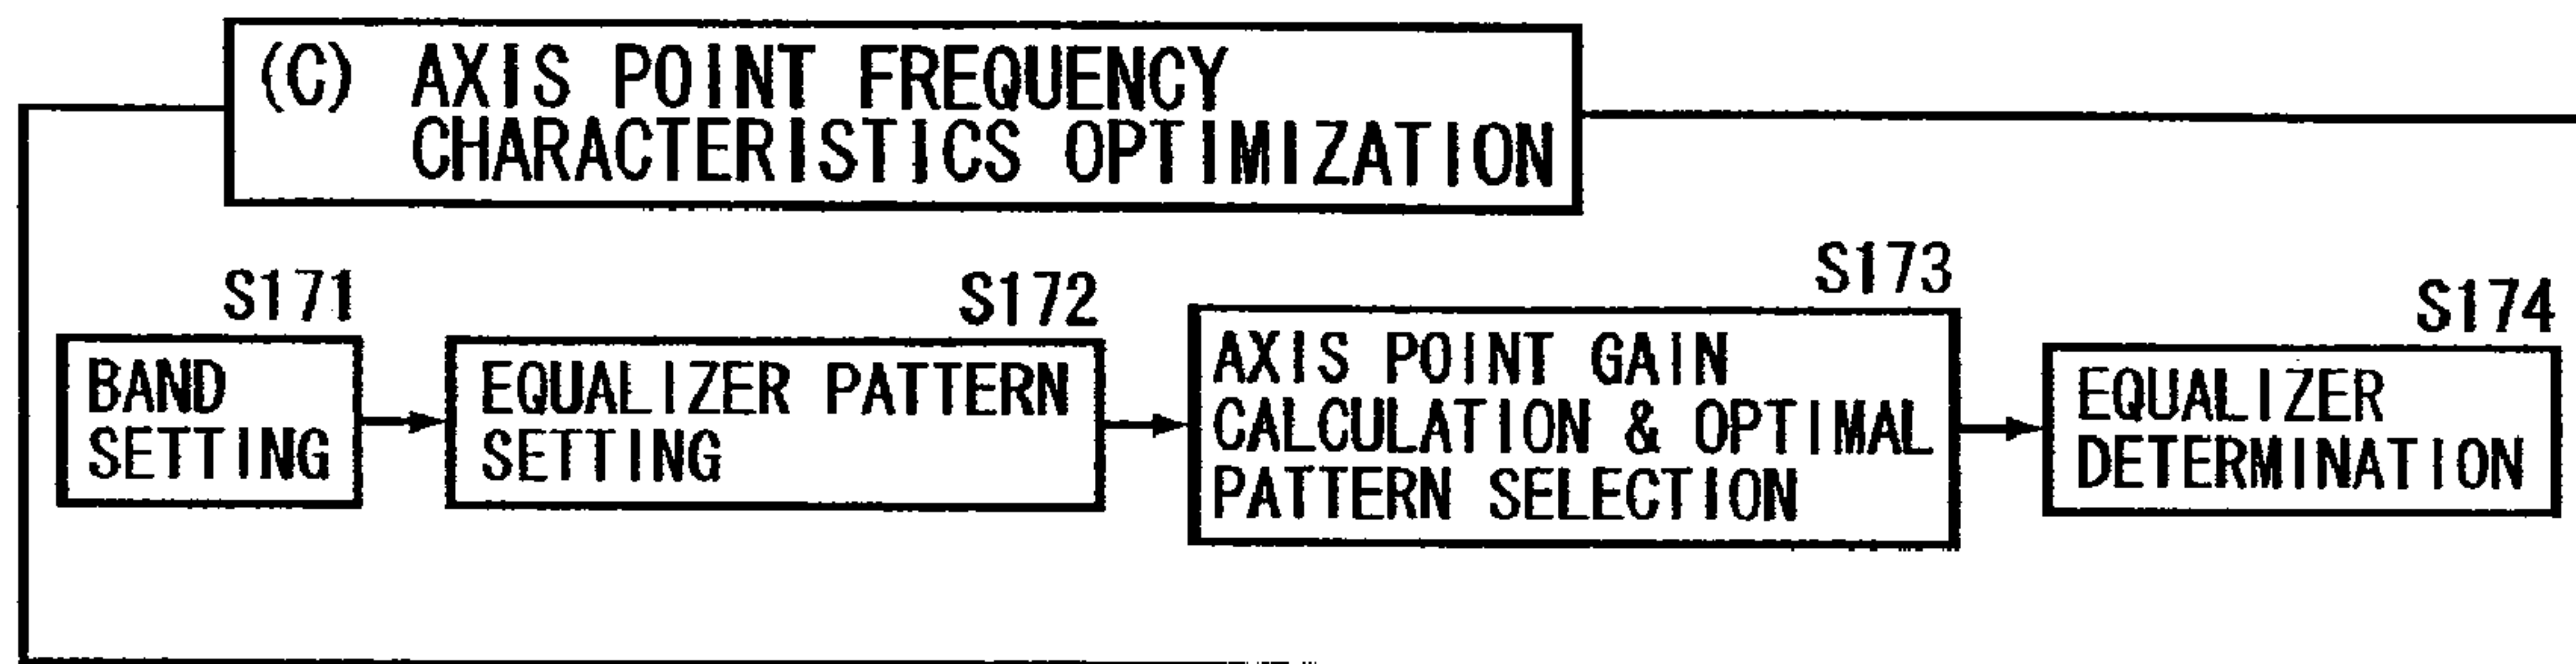 (C) AXIS POINT FREQUENCY
CHARACTERISTICS OPTIMIZATION
S171
BAND
SETTING
S172
EQUALIZER PATTERN
SETTING
S173
AXIS POINT GAIN
CALCULATION & OPTIMAL
PATTERN SELECTION
S174
EQUALIZER
DETERMINATION